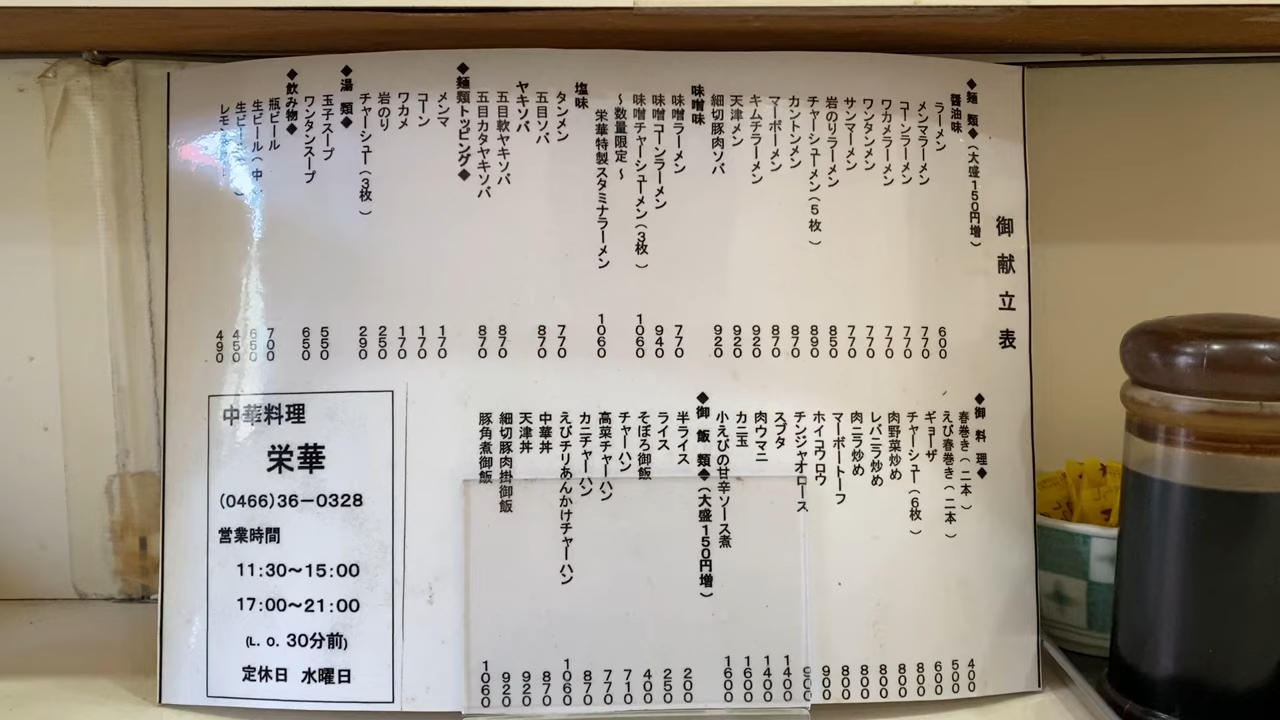 御献立表
◆麺類◆(大盛150円増)
醤油味
ラーメン 600
メンマラーメン 770
コーンラーメン 770
ワカメラーメン 770
ワンタンメン 770
サンマーメン 770
岩のりラーメン 850
チャーシューメン(5枚) 890
カントンメン 870
マーボーメン 870
キムチラーメン 920
天津メン 920
細切豚肉ソバ 920
味噌味
味噌ラーメン 770
味噌コーンラーメン 940
味噌チャーシューメン(3枚) 1060
〜数量限定〜
栄華特製スタミナラーメン 1060
塩味
タンメン 770
五目ソバ 870
ヤキソバ
五目軟ヤキソバ 870
五目カタヤキソバ 870
◆麺類トッピング◆
メンマ 170
コーン 170
ワカメ 170
岩のり 250
チャーシュー(3枚) 290
◆湯類◆
玉子スープ 550
ワンタンスープ 650
◆飲み物◆
瓶ビール 700
生ビール(中 650
生ビール 450
レモン 490
◆御料理◆
春巻き(二本) 400
えび春巻き(二本) 500
ギョーザ 600
チャーシュー(6枚) 800
肉野菜炒め 800
レバニラ炒め 800
肉ニラ炒め 800
マーボートーフ 800
ホイコウロウ 900
チンジャオロース 900
スブタ 1400
肉ウマニ 1400
カニ玉 1600
小えびの甘辛ソース煮 1600
◆御飯類◆(大盛150円増)
半ライス 200
ライス 250
そぼろ御飯 400
チャーハン 710
高菜チャーハン 770
カニチャーハン 870
えびチリあんかけチャーハン 1060
中華丼 870
天津丼 920
細切豚肉掛御飯 920
豚角煮御飯 1060
中華料理
栄華
(0466)36-0328
営業時間
11:30〜15:00
17:00〜21:00
(L. O. 30分前)
定休日 水曜日